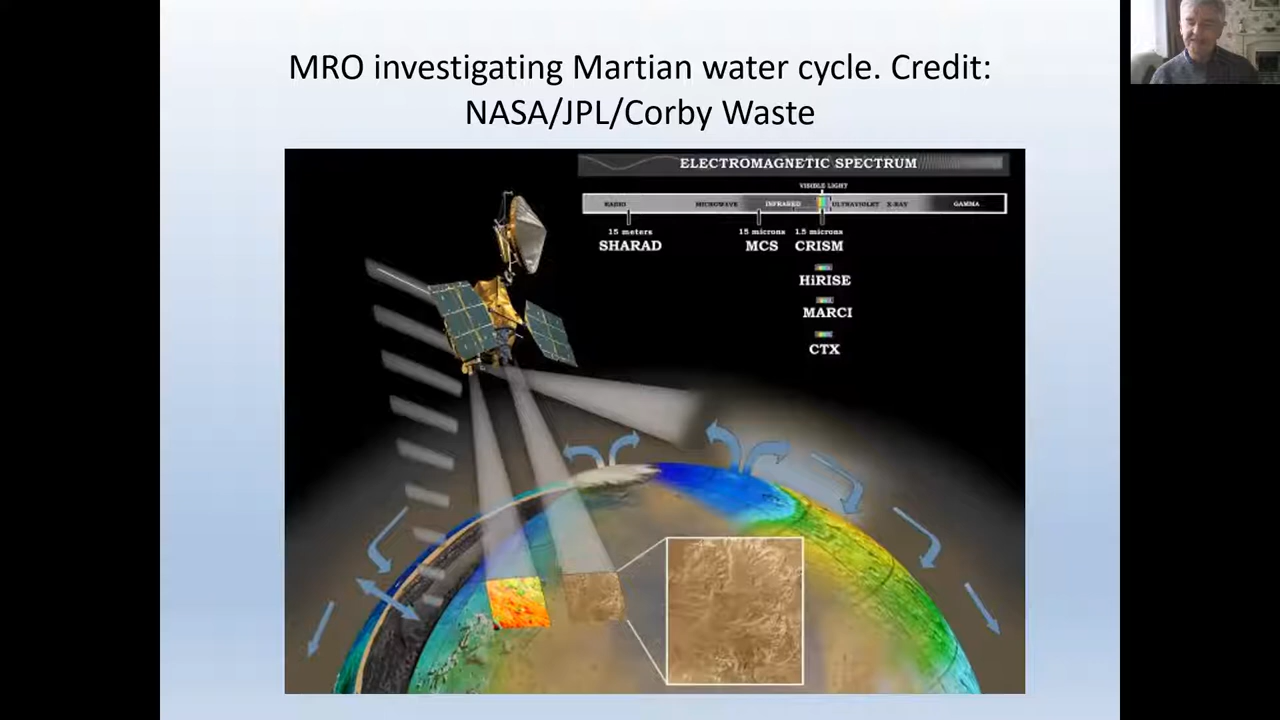 MRO investigating Martian water cycle. Credit:
NASA/JPL/Corby Waste
ELECTROMAGNETIC SPECTRUM
VISIBLE LIGHT
RADIO MICROWAVE INFRARED ULTRAVIOLET X-RAY GAMMA
15 meters 15 microns 1.5 microns
SHARAD MCS CRISM
HiRISE
MARCI
CTX